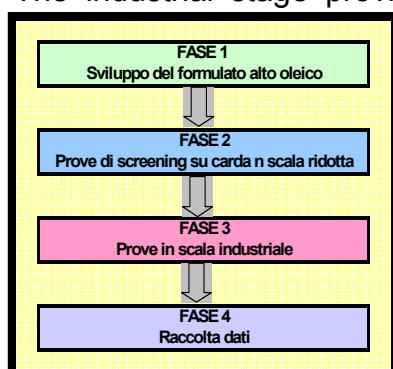 The industrial stage prov
FASE 1
Sviluppo del formulato alto oleico
FASE 2
Prove di screening su carda n scala ridotta
FASE 3
Prove in scala industriale
FASE 4
Raccolta dati